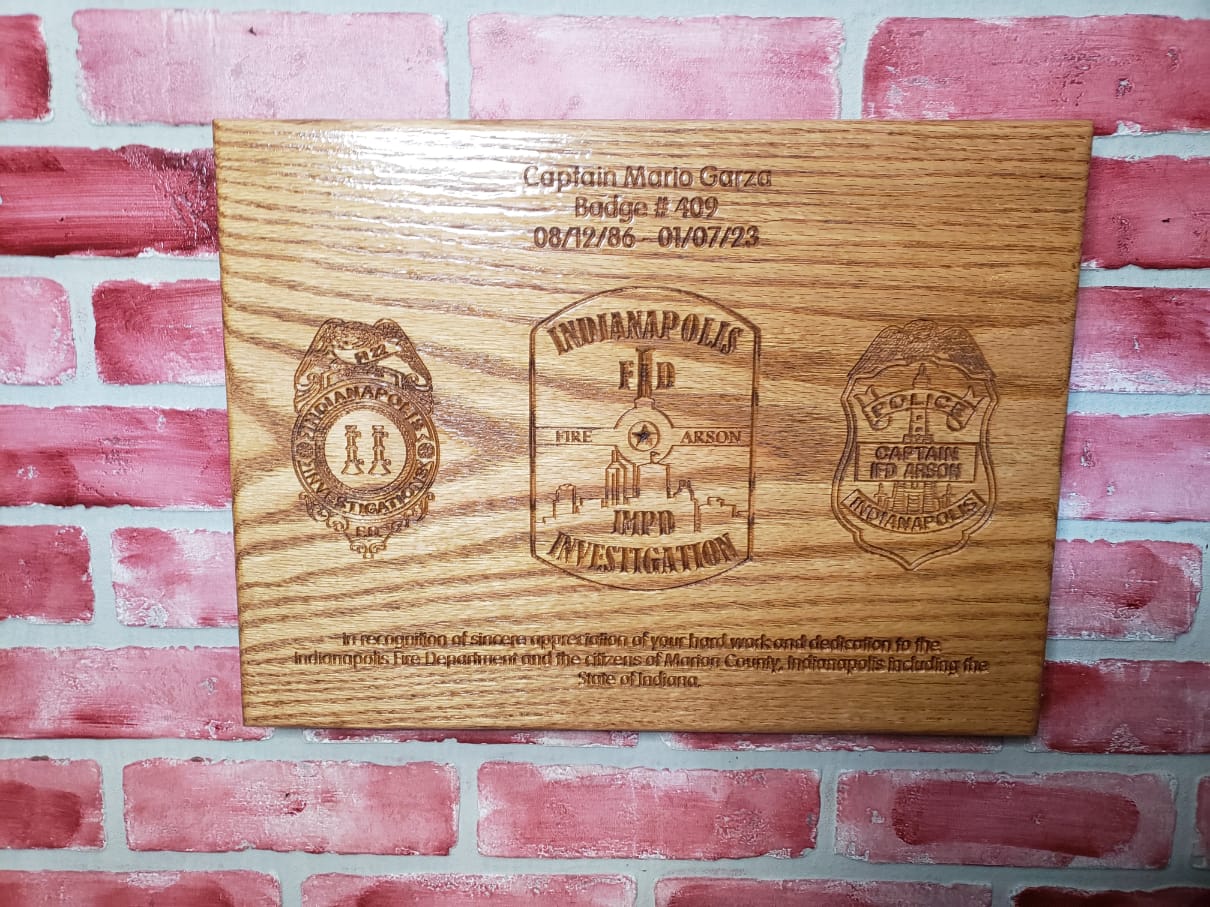 Captain Mario Garza
Badge # 409
08/12/86 - 01/07/23
INDIANAPOLIS
INVESTIGATIONS
F.D.
INDIANAPOLIS
FD
FIRE ARSON
IMPD
INVESTIGATION
POLICE
CAPTAIN
IFD ARSON
INDIANAPOLIS
In recognition of sincere appreciation of your hard work and dedication to the
Indianapolis Fire Department and the citizens of Marion County, Indianapolis including the
State of Indiana.